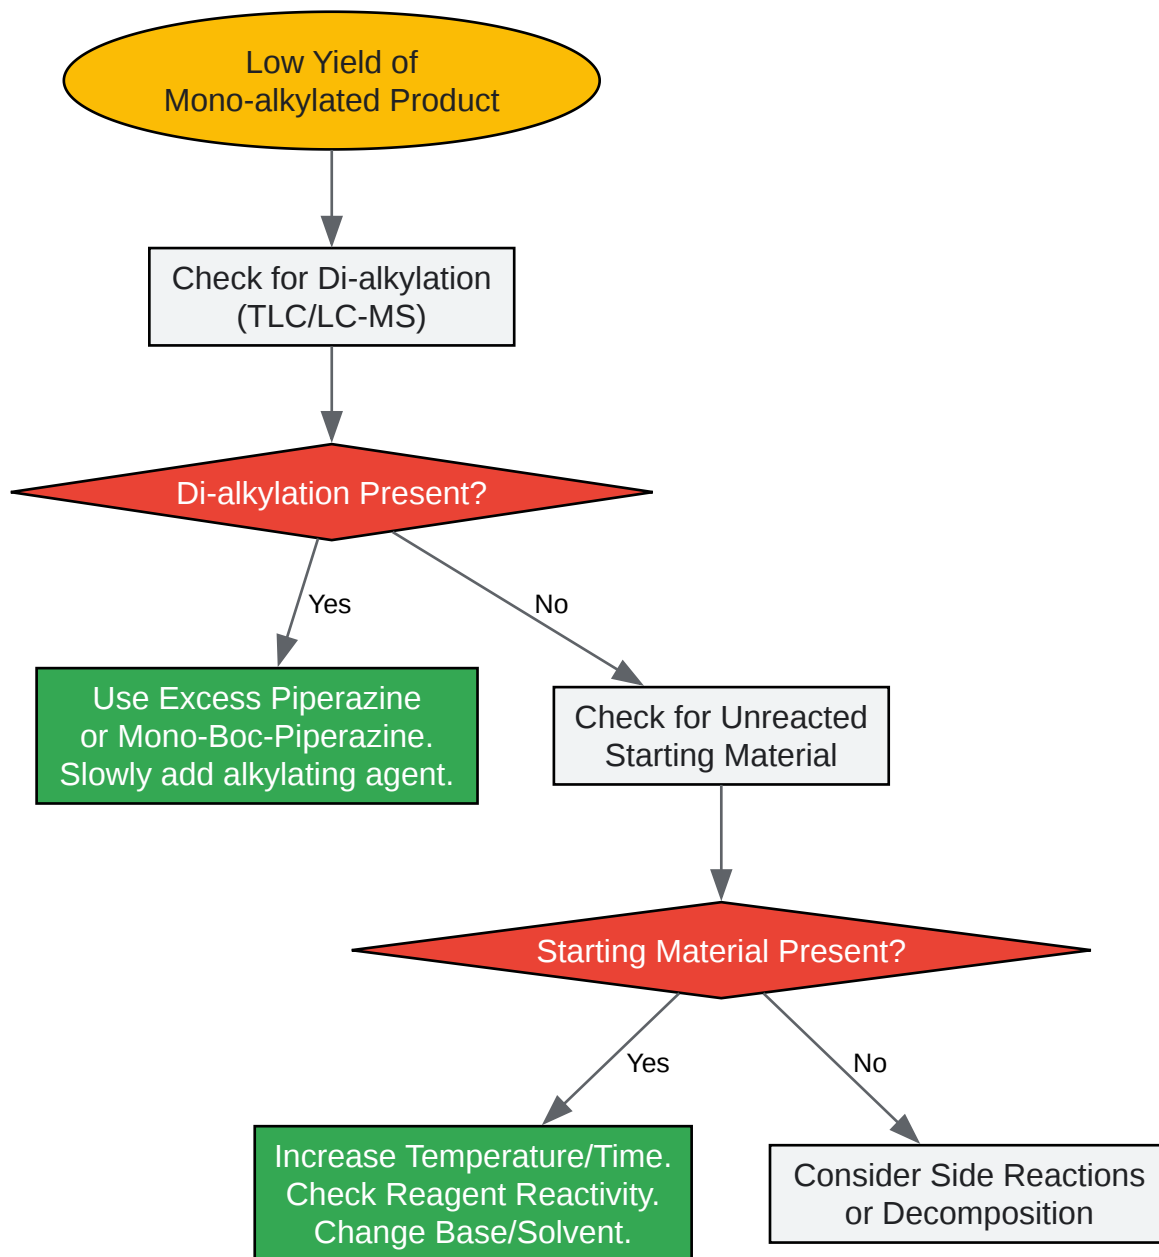 Low Yield of
Mono-alkylated Product
Check for Di-alkylation
(TLC/LC-MS)
Di-alkylation Present?
Yes
No
Use Excess Piperazine
or Mono-Boc-Piperazine.
Slowly add alkylating agent.
Check for Unreacted
Starting Material
Starting Material Present?
Yes
No
Increase Temperature/Time.
Check Reagent Reactivity.
Change Base/Solvent.
Consider Side Reactions
or Decomposition